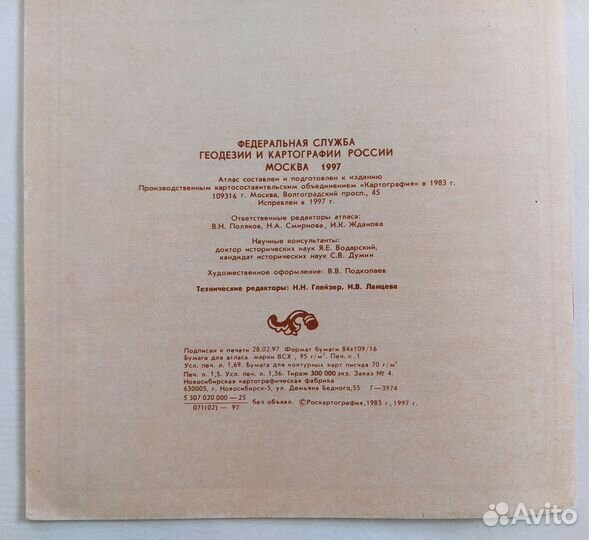 ФЕДЕРАЛЬНАЯ СЛУЖБА
ГЕОДЕЗИИ И КАРТОГРАФИИ РОССИИ
МОСКВА 1997
Атлас составлен и подготовлен к изданию
Производственным картосоставительским объединением «Картография» в 1983 г.
109316 г. Москва, Волгоградский просп., 45
Исправлен в 1997 г.
Ответственные редакторы атласа:
В.Н. Поляков, Н.А. Смирнова, И.К. Жданова
Научные консультанты:
доктор исторических наук Я.Е. Водарский,
кандидат исторических наук С.В. Думин
Художественное оформление: В.В. Подкопаев
Технические редакторы: Н.Н. Глейзер, И.В. Ланцева
Подписан к печати 28.02.97 Формат бумаги 84х109/16
Бумага для атласа марки ВСХ, 95 г/м². Печ. л. 1
Усл. печ. л. 1,69. Бумага для контурных карт писчая 70 г/м²
Печ. л. 1,5. Усл. печ. л. 1,36. Тираж 300 000 экз. Заказ № 4.
Новосибирская картографическая фабрика
630005, г. Новосибирск-5, ул. Демьяна Бедного,55 Г—3974
5 307 020 000—25
071(02) — 97 без объявл. ©Роскартография,1983 г.,1997 г.
Avito